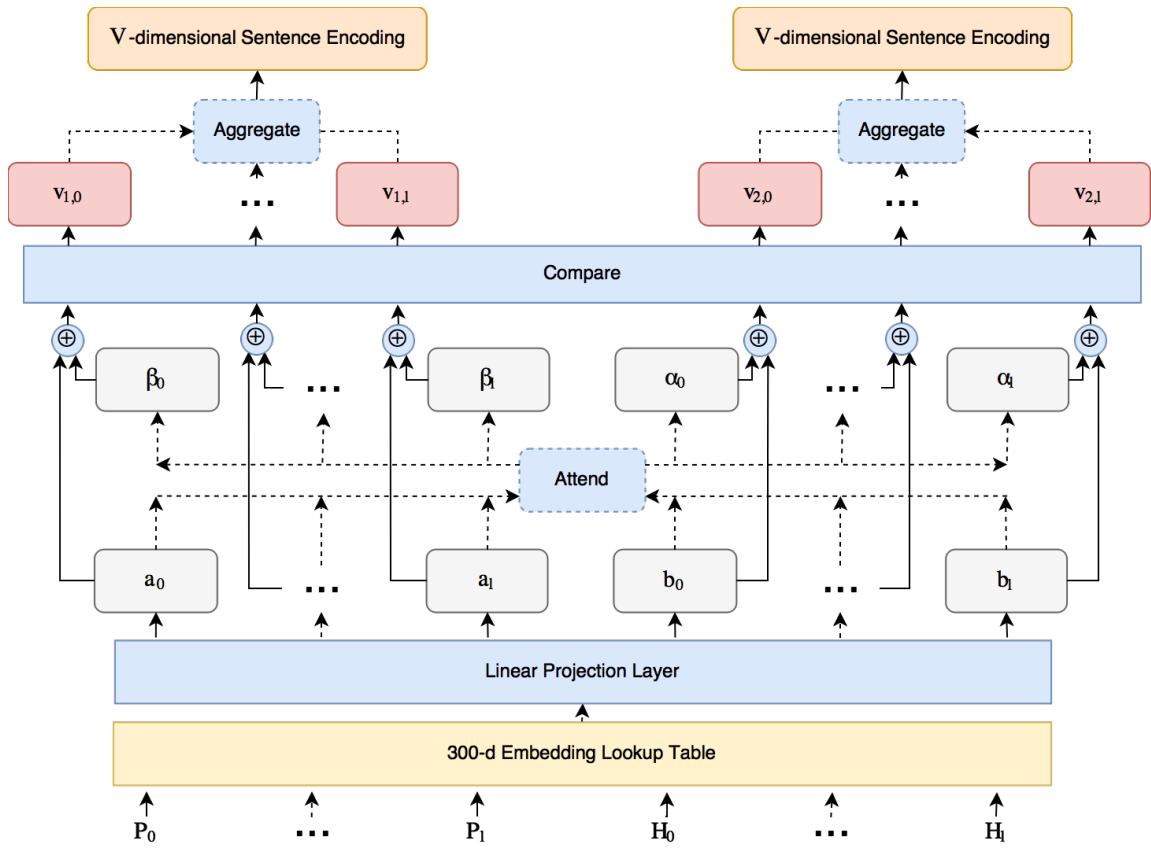 V-dimensional Sentence Encoding
V-dimensional Sentence Encoding
Aggregate
Aggregate
v1,0
...
v1,l
v2,0
...
v2,l
Compare
⊕
⊕
⊕
⊕
⊕
⊕
β0
...
βl
α0
...
αl
Attend
a0
...
al
b0
...
bl
Linear Projection Layer
300-d Embedding Lookup Table
P0
...
Pl
H0
...
Hl